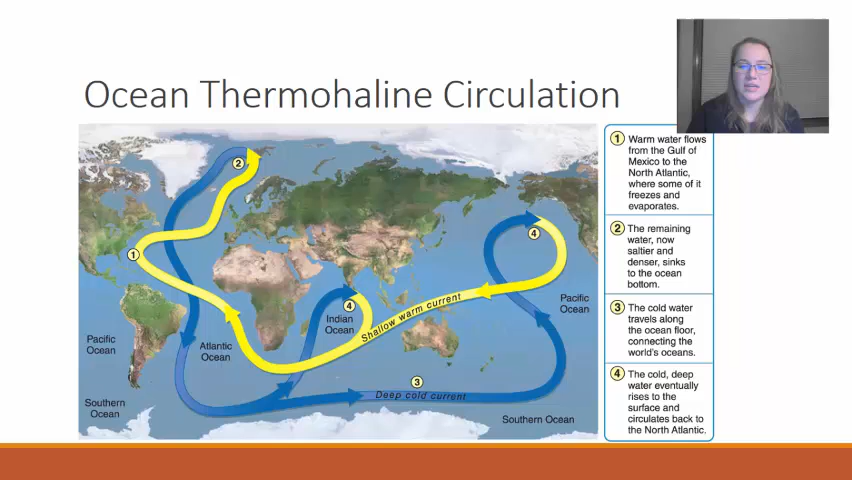 Ocean Thermohaline Circulation
1 Warm water flows
from the Gulf of
Mexico to the
North Atlantic,
where some of it
freezes and
evaporates.
2 The remaining
water, now
saltier and
denser, sinks
to the ocean
bottom.
3 The cold water
travels along
the ocean floor,
connecting the
world's oceans.
4 The cold, deep
water eventually
rises to the
surface and
circulates back to
the North Atlantic.
2
1
4
4
Pacific
Ocean
Atlantic
Ocean
Indian
Ocean
Shallow warm current
Pacific
Ocean
Southern
Ocean
3
Deep cold current
Southern Ocean